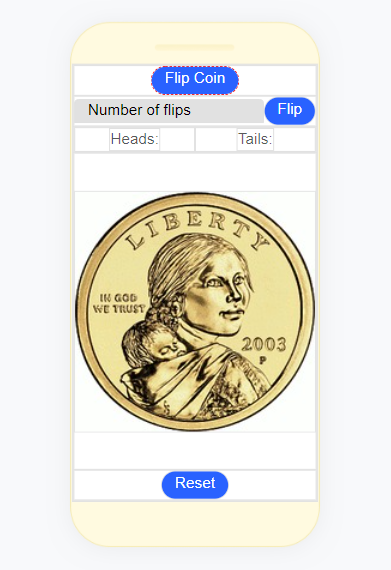 Flip Coin
Number of flips
Flip
Heads:
Tails:
LIBERTY
IN GOD
WE TRUST
2003
P
Reset